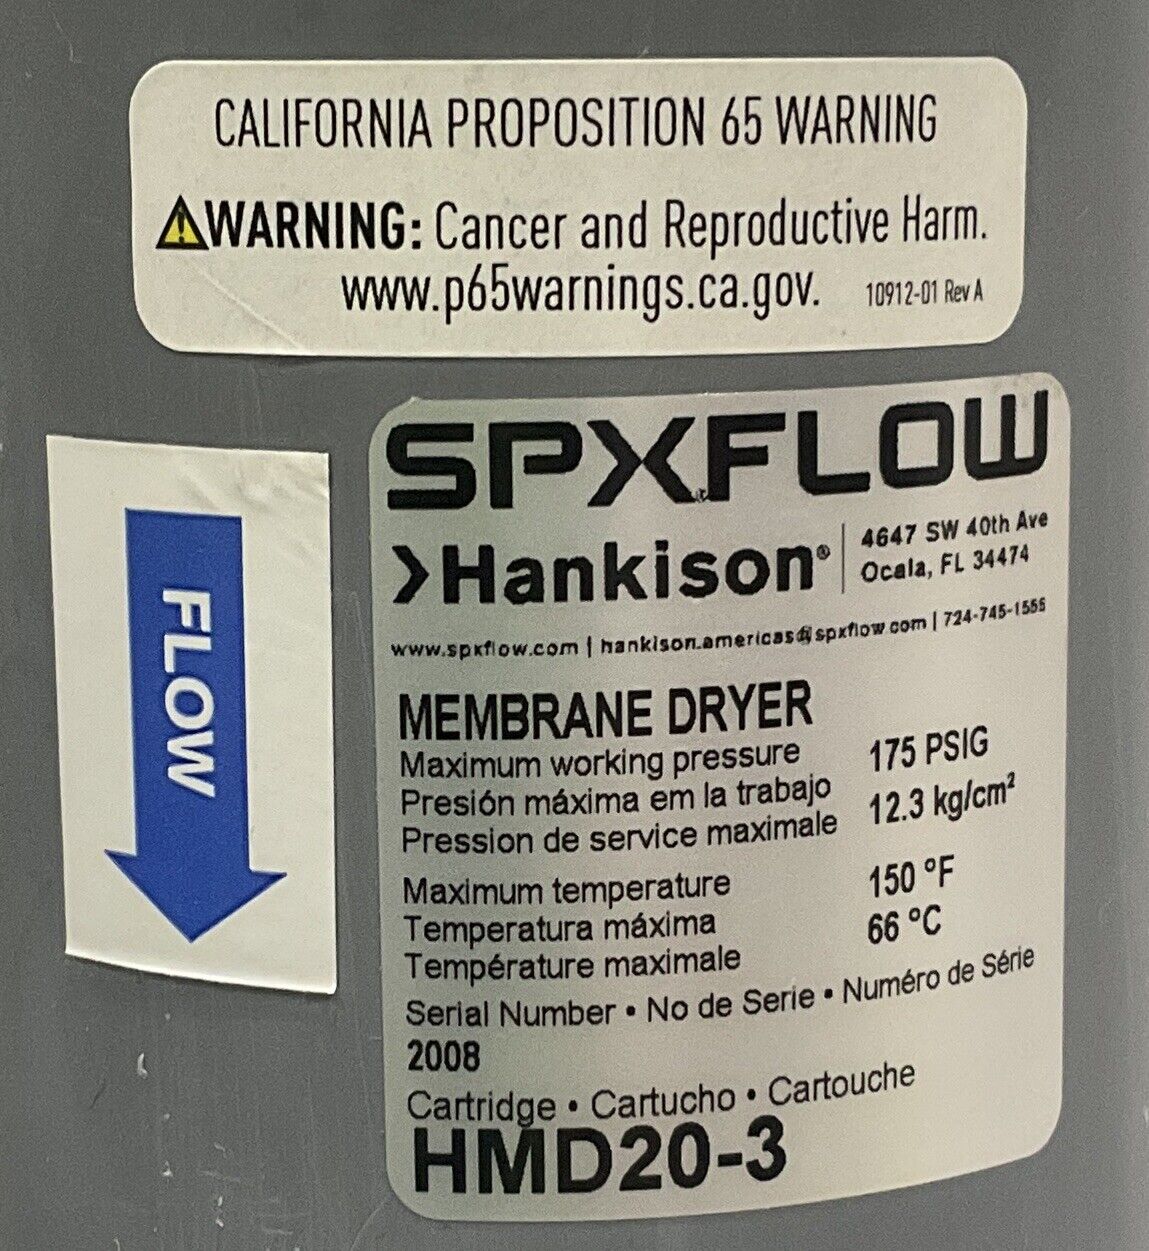 CALIFORNIA PROPOSITION 65 WARNING
WARNING: Cancer and Reproductive Harm.
www.p65warnings.ca.gov. 10912-01 Rev A
FLOW
SPXFLOW
>Hankison®
4647 SW 40th Ave
Ocala, FL 34474
www.spxflow.com | hankison.americas@spxflow.com | 724-745-1555
MEMBRANE DRYER
Maximum working pressure 175 PSIG
Presión máxima em la trabajo 12.3 kg/cm²
Pression de service maximale
Maximum temperature 150 °F
Temperatura máxima 66 °C
Température maximale
Serial Number • No de Serie • Numéro de Série
2008
Cartridge • Cartucho • Cartouche
HMD20-3